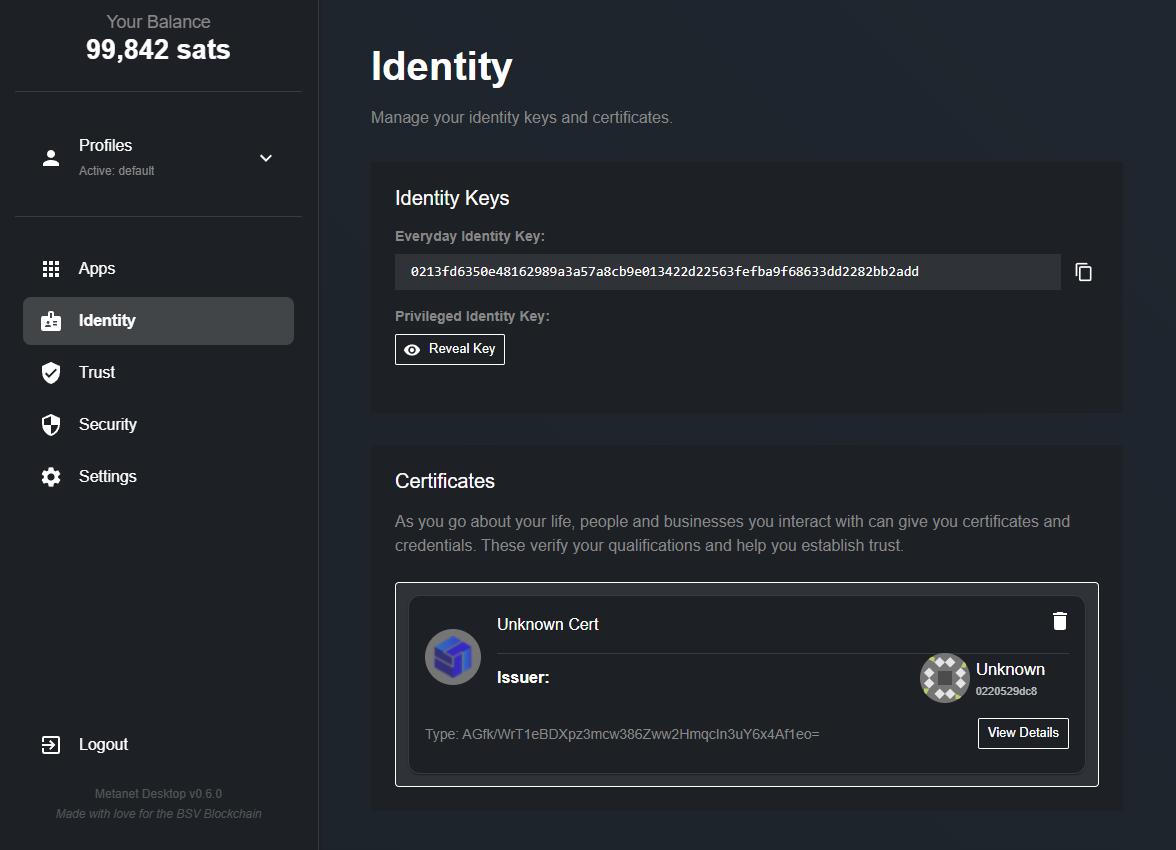 Your Balance
99,842 sats
Profiles
Active: default
Apps
Identity
Trust
Security
Settings
Logout
Metanet Desktop v0.6.0
Made with love for the BSV Blockchain
Identity
Manage your identity keys and certificates.
Identity Keys
Everyday Identity Key:
0213fd6350e48162989a3a57a8cb9e013422d22563fefba9f68633dd2282bb2add
Privileged Identity Key:
Reveal Key
Certificates
As you go about your life, people and businesses you interact with can give you certificates and
credentials. These verify your qualifications and help you establish trust.
Unknown Cert
Issuer:
Unknown
0220529dc8
Type: AGfk/WrT1eBDXpz3mcw386Zww2HmqcIn3uY6x4Af1eo=
View Details